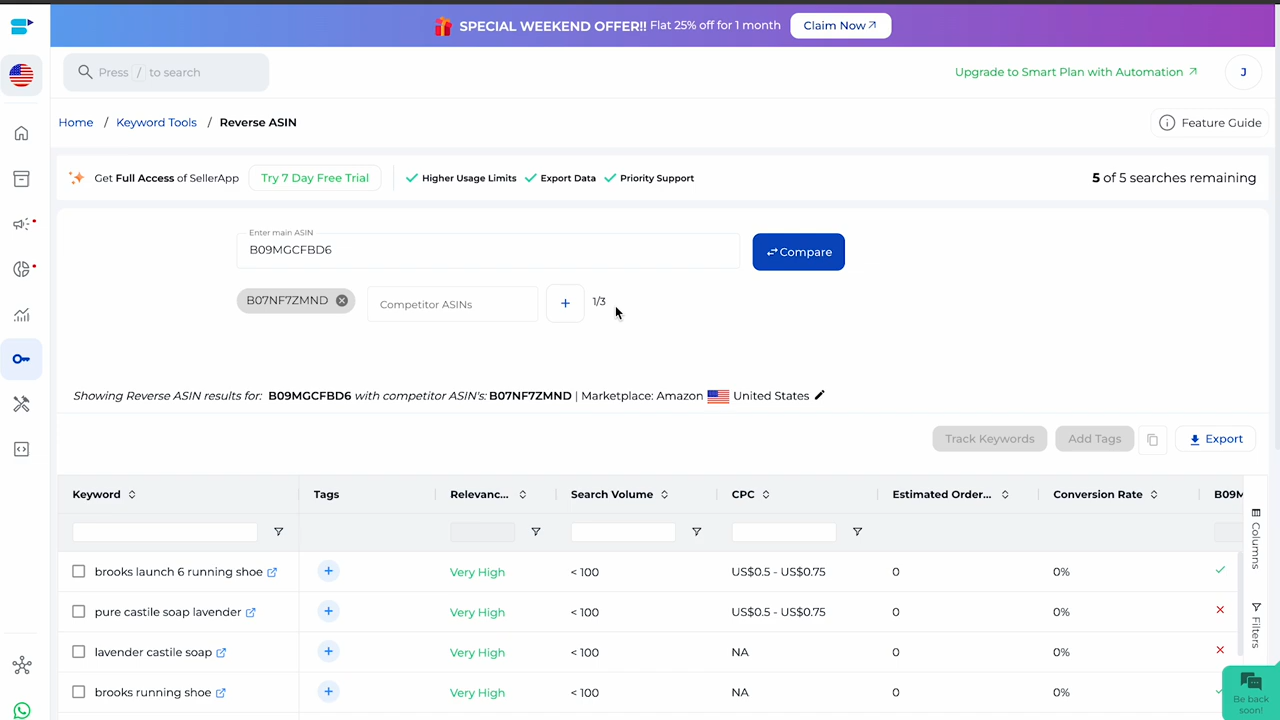 SPECIAL WEEKEND OFFER!! Flat 25% off for 1 month Claim Now
Press / to search
Upgrade to Smart Plan with Automation
J
Home / Keyword Tools / Reverse ASIN
Feature Guide
Get Full Access of SellerApp Try 7 Day Free Trial Higher Usage Limits Export Data Priority Support 5 of 5 searches remaining
Enter main ASIN
B09MGCFBD6
Compare
B07NF7ZMND Competitor ASINs + 1/3
Showing Reverse ASIN results for: B09MGCFBD6 with competitor ASIN's: B07NF7ZMND | Marketplace: Amazon United States
Track Keywords Add Tags Export
Keyword Tags Relevanc... Search Volume CPC Estimated Order... Conversion Rate B09M
Columns
brooks launch 6 running shoe + Very High < 100 US$0.5 - US$0.75 0 0%
pure castile soap lavender + Very High < 100 US$0.5 - US$0.75 0 0%
Filters
lavender castile soap + Very High < 100 NA 0 0%
brooks running shoe + Very High < 100 NA 0 0%
Be back
soon!